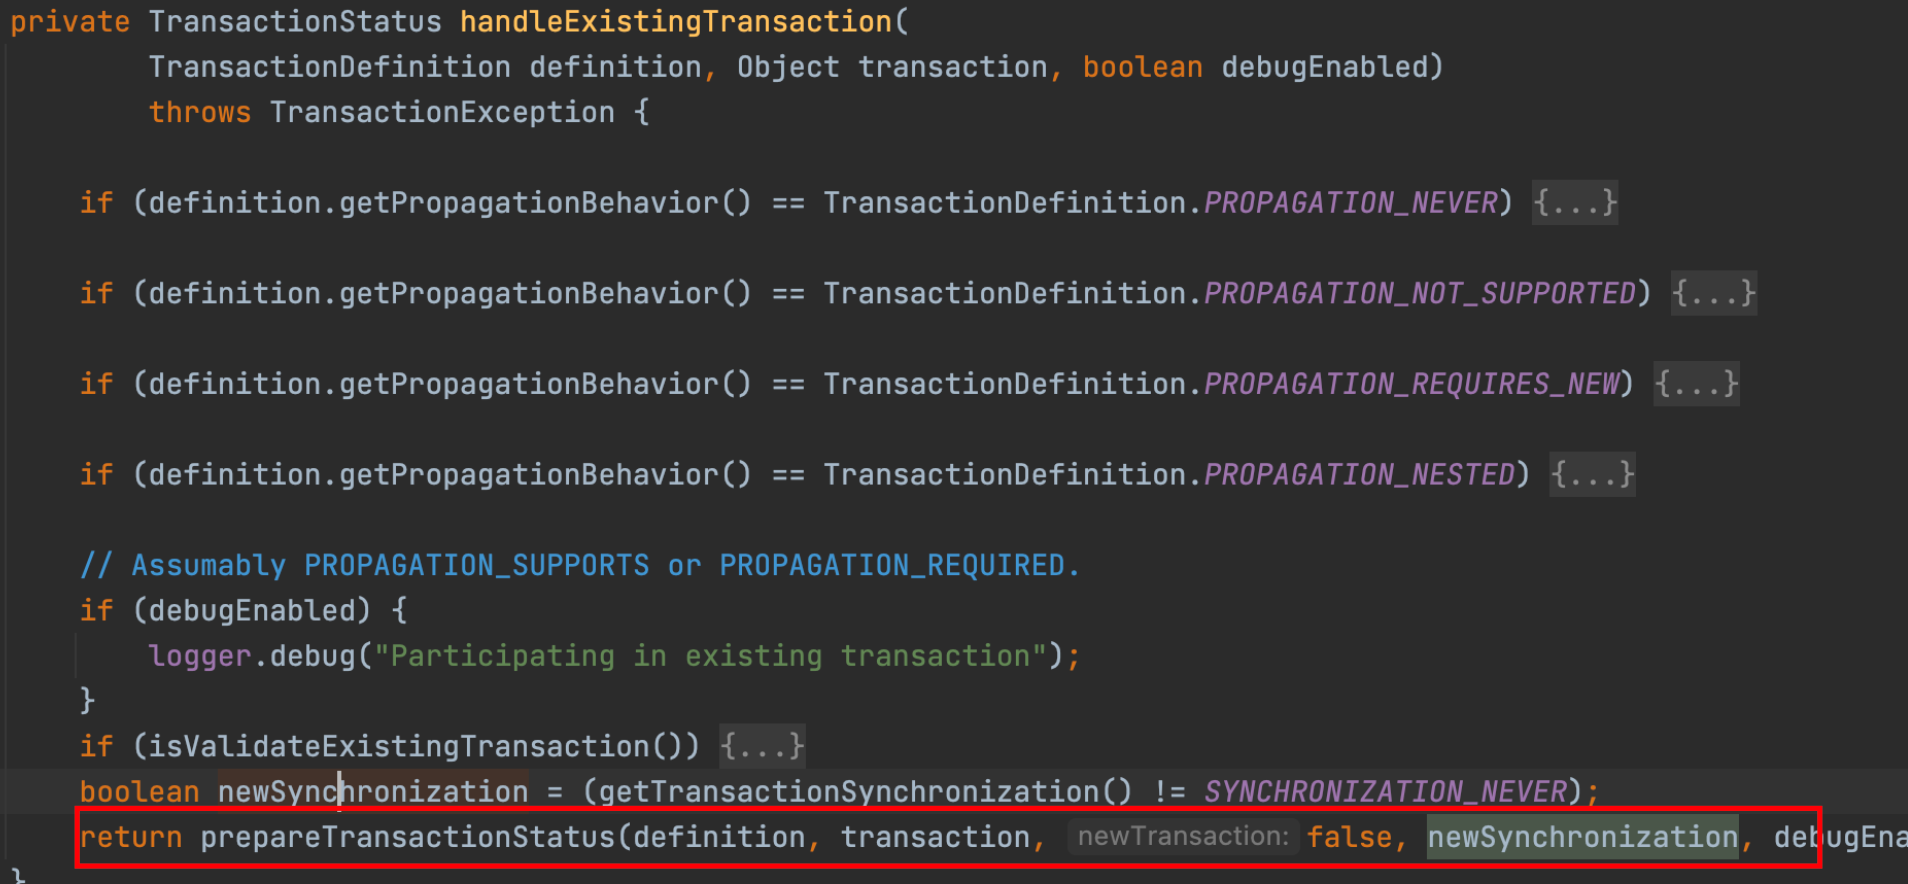 private TransactionStatus handleExistingTransaction(
TransactionDefinition definition, Object transaction, boolean debugEnabled)
throws TransactionException {
if (definition.getPropagationBehavior() == TransactionDefinition.PROPAGATION_NEVER) {...}
if (definition.getPropagationBehavior() == TransactionDefinition.PROPAGATION_NOT_SUPPORTED) {...}
if (definition.getPropagationBehavior() == TransactionDefinition.PROPAGATION_REQUIRES_NEW) {...}
if (definition.getPropagationBehavior() == TransactionDefinition.PROPAGATION_NESTED) {...}
// Assumably PROPAGATION_SUPPORTS or PROPAGATION_REQUIRED.
if (debugEnabled) {
logger.debug("Participating in existing transaction");
}
if (isValidateExistingTransaction()) {...}
boolean newSynchronization = (getTransactionSynchronization() != SYNCHRONIZATION_NEVER);
return prepareTransactionStatus(definition, transaction, newTransaction: false, newSynchronization, debugEna
}